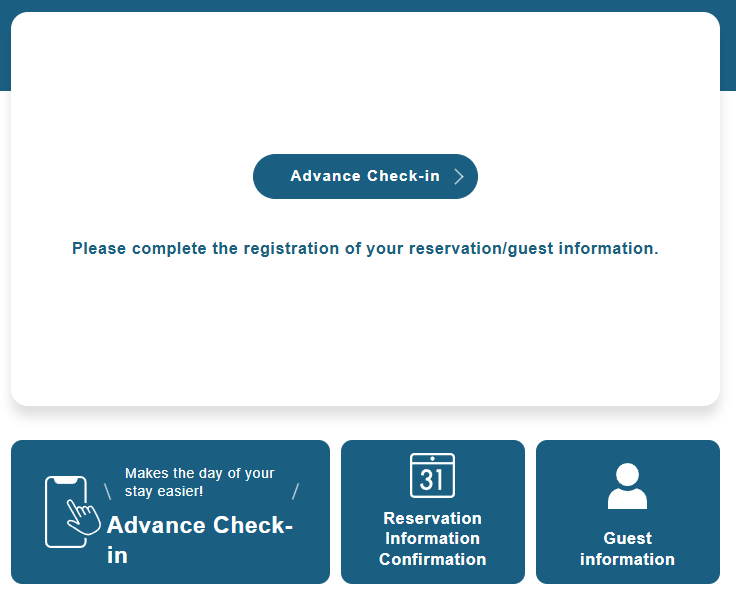 Advance Check-in
Please complete the registration of your reservation/guest information.
Makes the day of your
stay easier!
Advance Check-
in
31
Reservation
Information
Confirmation
Guest
information